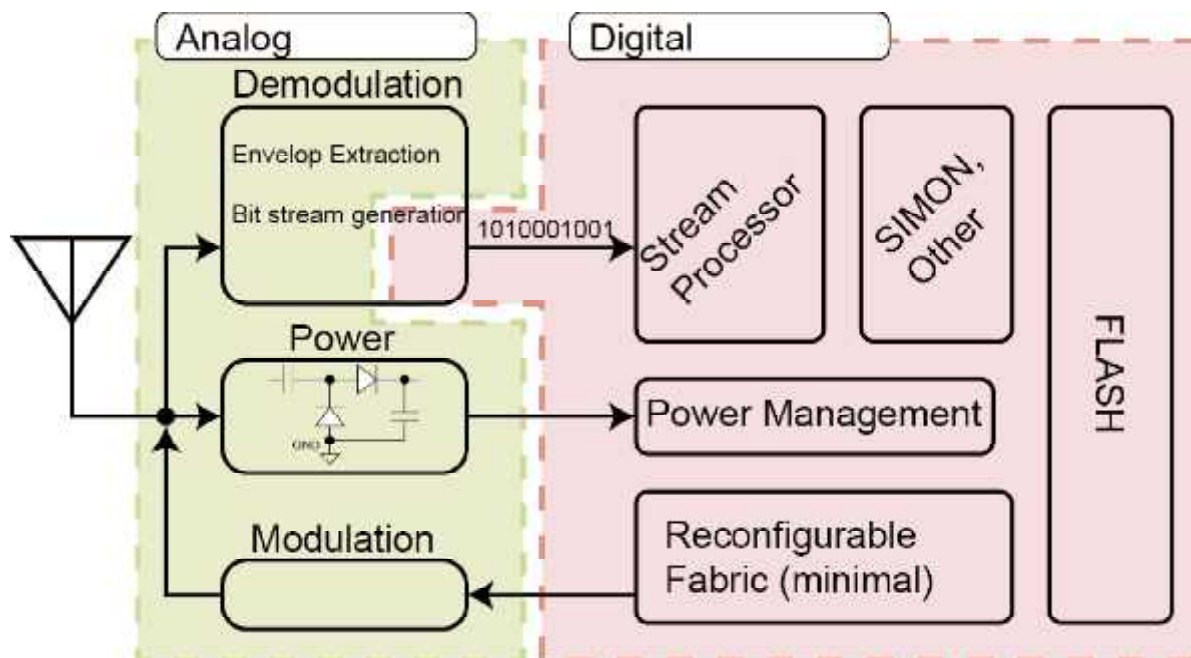 Analog
Digital
Demodulation
Envelop Extraction
Bit stream generation
1010001001
Stream
Processor
SIMON,
Other
FLASH
Power
GND
Power Management
Modulation
Reconfigurable
Fabric (minimal)